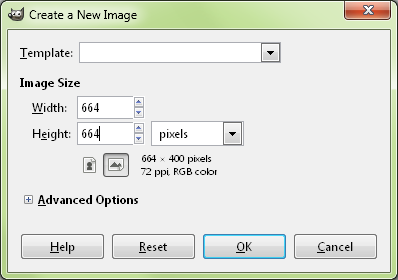 Create a New Image
Template:
Image Size
Width: 664
Height: 664 pixels
664 × 400 pixels
72 ppi, RGB color
Advanced Options
Help Reset OK Cancel